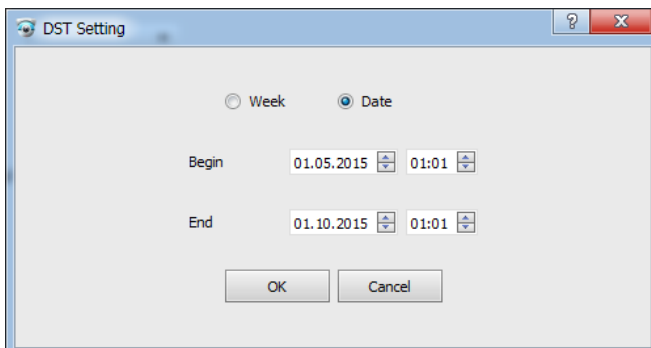 DST Setting
Week Date
Begin 01.05.2015 01:01
End 01.10.2015 01:01
OK Cancel